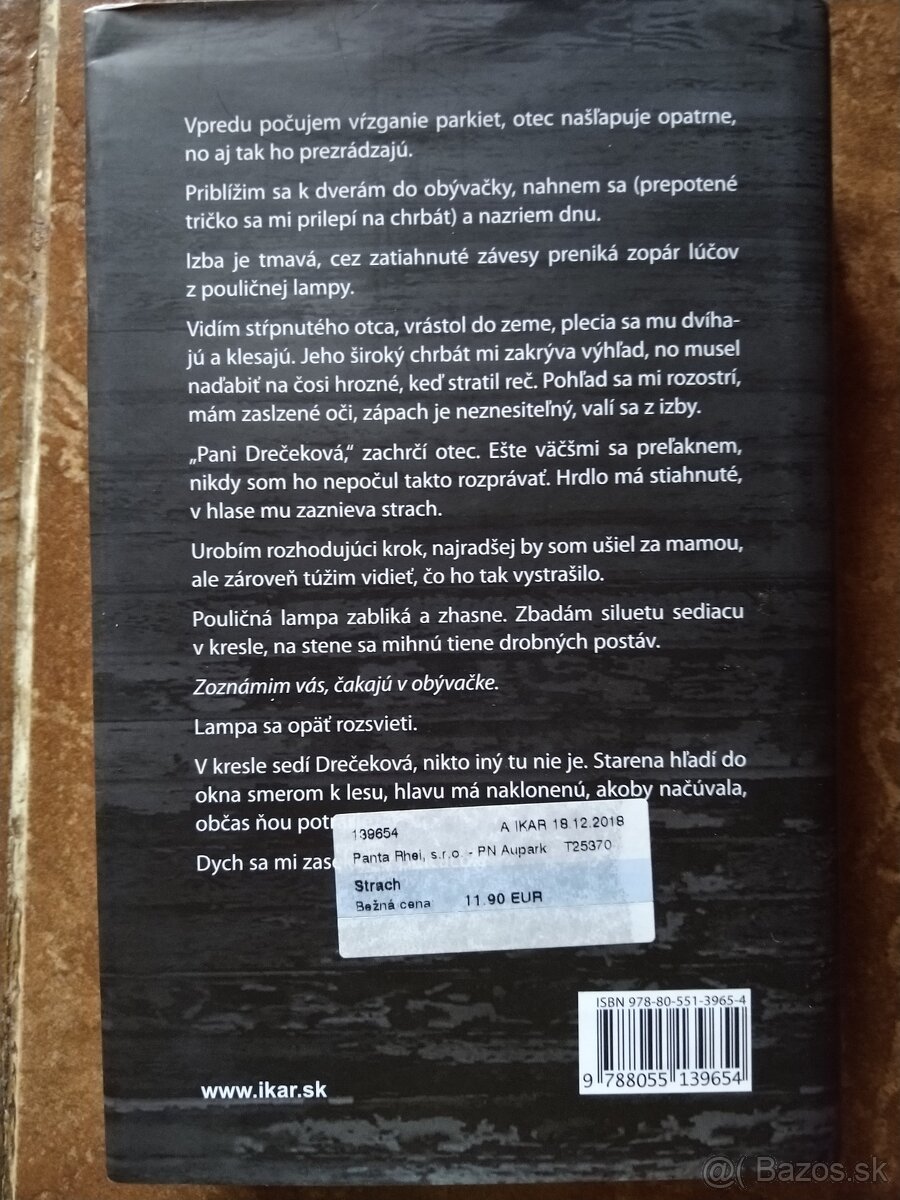 Vpredu počujem vŕzganie parkiet, otec našľapuje opatrne,
no aj tak ho prezrádzajú.
Priblížim sa k dverám do obývačky, nahnem sa (prepotené
tričko sa mi prilepí na chrbát) a nazriem dnu.
Izba je tmavá, cez zatiahnuté závesy preniká zopár lúčov
z pouličnej lampy.
Vidím stŕpnutého otca, vrástol do zeme, plecia sa mu dvíha-
jú a klesajú. Jeho široký chrbát mi zakrýva výhľad, no musel
naďabiť na čosi hrozné, keď stratil reč. Pohľad sa mi rozostrí,
mám zaslzené oči, zápach je neznesiteľný, valí sa z izby.
„Pani Drečeková,“ zachrčí otec. Ešte väčšmi sa preľaknem,
nikdy som ho nepočul takto rozprávať. Hrdlo má stiahnuté,
v hlase mu zaznieva strach.
Urobím rozhodujúci krok, najradšej by som ušiel za mamou,
ale zároveň túžim vidieť, čo ho tak vystrašilo.
Pouličná lampa zabliká a zhasne. Zbadám siluetu sediacu
v kresle, na stene sa mihnú tiene drobných postáv.
Zoznámim vás, čakajú v obývačke.
Lampa sa opäť rozsvieti.
V kresle sedí Drečeková, nikto iný tu nie je. Starena hľadí do
okna smerom k lesu, hlavu má naklonenú, akoby načúvala,
občas ňou
Dych sa mi
139654 A IKAR 18.12.2018
Panta Rhei, s.r.o. - PN Aupark T25370
Strach
Bežná cena 11.90 EUR
ISBN 978-80-551-3965-4
9 788055 139654
www.ikar.sk
@( Bazos.sk